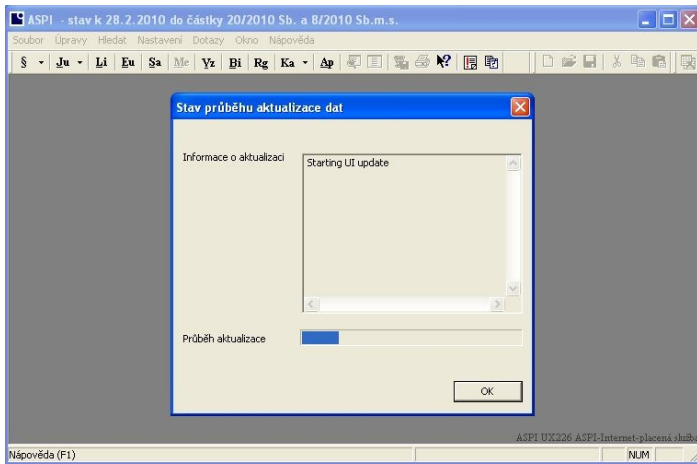 ASPI - stav k 28.2.2010 do částky 20/2010 Sb. a 8/2010 Sb.m.s.
Soubor Úpravy Hledat Nastavení Dotazy Okno Nápověda
§ Ju Li Eu Sa Me Vz Bi Rg Ka Ap
Stav průběhu aktualizace dat
Informace o aktualizaci
Starting UI update
Průběh aktualizace
OK
ASPI UX226 ASPI-Internet-placená služba
Nápověda (F1)
NUM